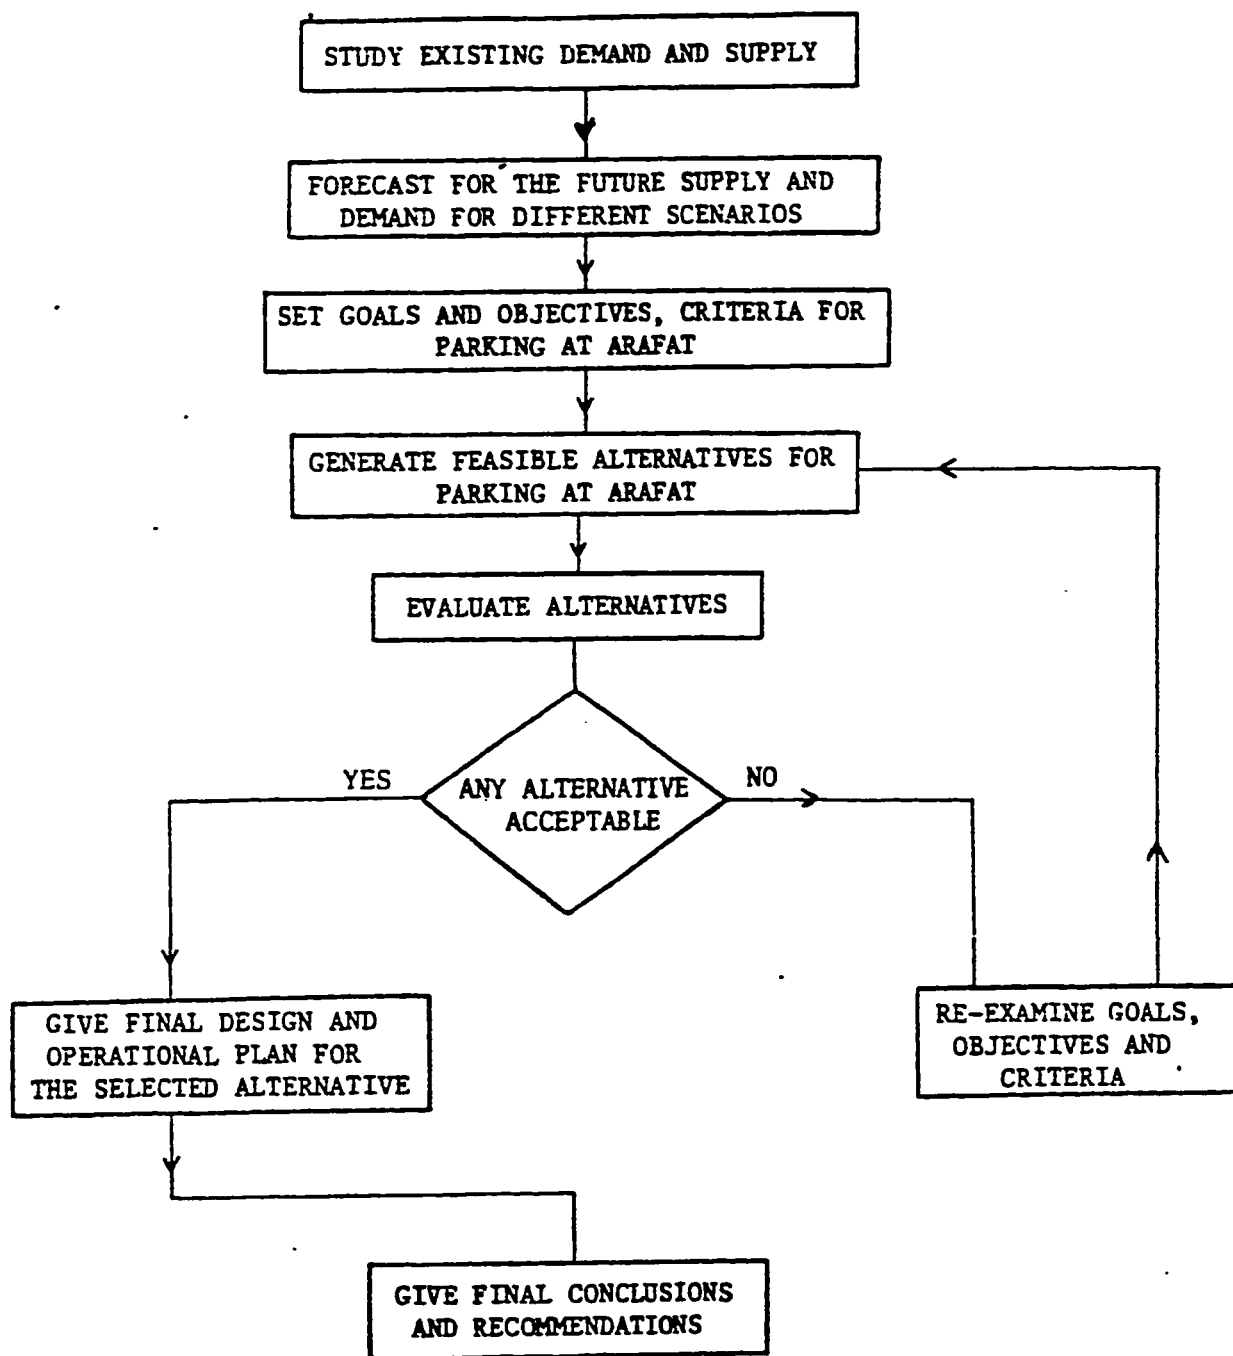 STUDY EXISTING DEMAND AND SUPPLY
FORECAST FOR THE FUTURE SUPPLY AND
DEMAND FOR DIFFERENT SCENARIOS
SET GOALS AND OBJECTIVES, CRITERIA FOR
PARKING AT ARAFAT
GENERATE FEASIBLE ALTERNATIVES FOR
PARKING AT ARAFAT
EVALUATE ALTERNATIVES
YES
ANY ALTERNATIVE
ACCEPTABLE
NO
GIVE FINAL DESIGN AND
OPERATIONAL PLAN FOR
THE SELECTED ALTERNATIVE
RE-EXAMINE GOALS,
OBJECTIVES AND
CRITERIA
GIVE FINAL CONCLUSIONS
AND RECOMMENDATIONS